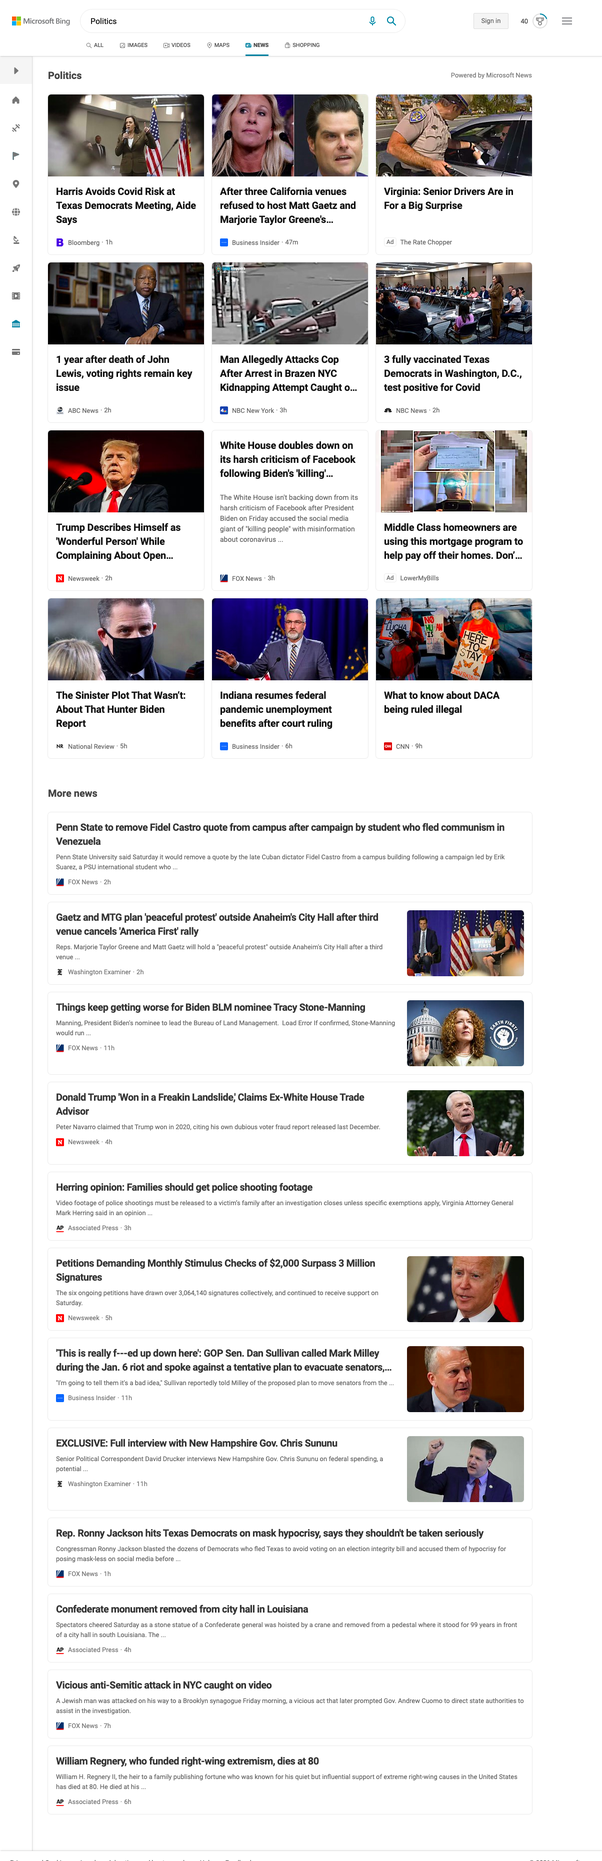 Microsoft Bing
Politics
Sign in
40
ALL
IMAGES
VIDEOS
MAPS
NEWS
SHOPPING
Politics
Powered by Microsoft News
Harris Avoids Covid Risk at
Texas Democrats Meeting, Aide
Says
Bloomberg · 1h
After three California venues
refused to host Matt Gaetz and
Marjorie Taylor Greene's...
Business Insider · 47m
Virginia: Senior Drivers Are in
For a Big Surprise
Ad The Rate Chopper
1 year after death of John
Lewis, voting rights remain key
issue
ABC News · 2h
Man Allegedly Attacks Cop
After Arrest in Brazen NYC
Kidnapping Attempt Caught o...
NBC New York · 3h
3 fully vaccinated Texas
Democrats in Washington, D.C.,
test positive for Covid
NBC News · 2h
Trump Describes Himself as
'Wonderful Person' While
Complaining About Open...
Newsweek · 2h
White House doubles down on
its harsh criticism of Facebook
following Biden's 'killing'...
The White House isn't backing down from its
harsh criticism of Facebook after President
Biden on Friday accused the social media
giant of "killing people" with misinformation
about coronavirus ...
FOX News · 3h
Middle Class homeowners are
using this mortgage program to
help pay off their homes. Don'...
Ad LowerMyBills
The Sinister Plot That Wasn't:
About That Hunter Biden
Report
NR National Review · 5h
Indiana resumes federal
pandemic unemployment
benefits after court ruling
Business Insider · 6h
HERE
TO
STAY
What to know about DACA
being ruled illegal
CNN · 9h
More news
Penn State to remove Fidel Castro quote from campus after campaign by student who fled communism in
Venezuela
Penn State University said Saturday it would remove a quote by the late Cuban dictator Fidel Castro from a campus building following a campaign led by Erik
Suarez, a PSU international student who ...
FOX News · 2h
Gaetz and MTG plan 'peaceful protest' outside Anaheim's City Hall after third
venue cancels 'America First' rally
Reps. Marjorie Taylor Greene and Matt Gaetz will hold a "peaceful protest" outside Anaheim's City Hall after a third
venue ...
Washington Examiner · 2h
Things keep getting worse for Biden BLM nominee Tracy Stone-Manning
Manning, President Biden's nominee to lead the Bureau of Land Management. Load Error If confirmed, Stone-Manning
would run ...
FOX News · 11h
EARTH FIRST!
Donald Trump 'Won in a Freakin Landslide,' Claims Ex-White House Trade
Advisor
Peter Navarro claimed that Trump won in 2020, citing his own dubious voter fraud report released last December.
Newsweek · 4h
Herring opinion: Families should get police shooting footage
Video footage of police shootings must be released to a victim's family after an investigation closes unless specific exemptions apply, Virginia Attorney General
Mark Herring said in an opinion ...
AP Associated Press · 3h
Petitions Demanding Monthly Stimulus Checks of $2,000 Surpass 3 Million
Signatures
The six ongoing petitions have drawn over 3,064,140 signatures collectively, and continued to receive support on
Saturday.
Newsweek · 5h
'This is really f---ed up down here': GOP Sen. Dan Sullivan called Mark Milley
during the Jan. 6 riot and spoke against a tentative plan to evacuate senators,...
"I'm going to tell them it's a bad idea," Sullivan reportedly told Milley of the proposed plan to move senators from the ...
Business Insider · 11h
EXCLUSIVE: Full interview with New Hampshire Gov. Chris Sununu
Senior Political Correspondent David Drucker interviews New Hampshire Gov. Chris Sununu on federal spending, a
potential ...
Washington Examiner · 11h
Rep. Ronny Jackson hits Texas Democrats on mask hypocrisy, says they shouldn't be taken seriously
Congressman Ronny Jackson blasted the dozens of Democrats who fled Texas to avoid voting on an election integrity bill and accused them of hypocrisy for
posing mask-less on social media before ...
FOX News · 1h
Confederate monument removed from city hall in Louisiana
Spectators cheered Saturday as a stone statue of a Confederate general was hoisted by a crane and removed from a pedestal where it stood for 99 years in front
of a city hall in south Louisiana. The ...
AP Associated Press · 4h
Vicious anti-Semitic attack in NYC caught on video
A Jewish man was attacked on his way to a Brooklyn synagogue Friday morning, a vicious act that later prompted Gov. Andrew Cuomo to direct state authorities to
assist in the investigation.
FOX News · 7h
William Regnery, who funded right-wing extremism, dies at 80
William H. Regnery II, the heir to a family publishing fortune who was known for his quiet but influential support of extreme right-wing causes in the United States
has died at 80. He died at his ...
AP Associated Press · 6h